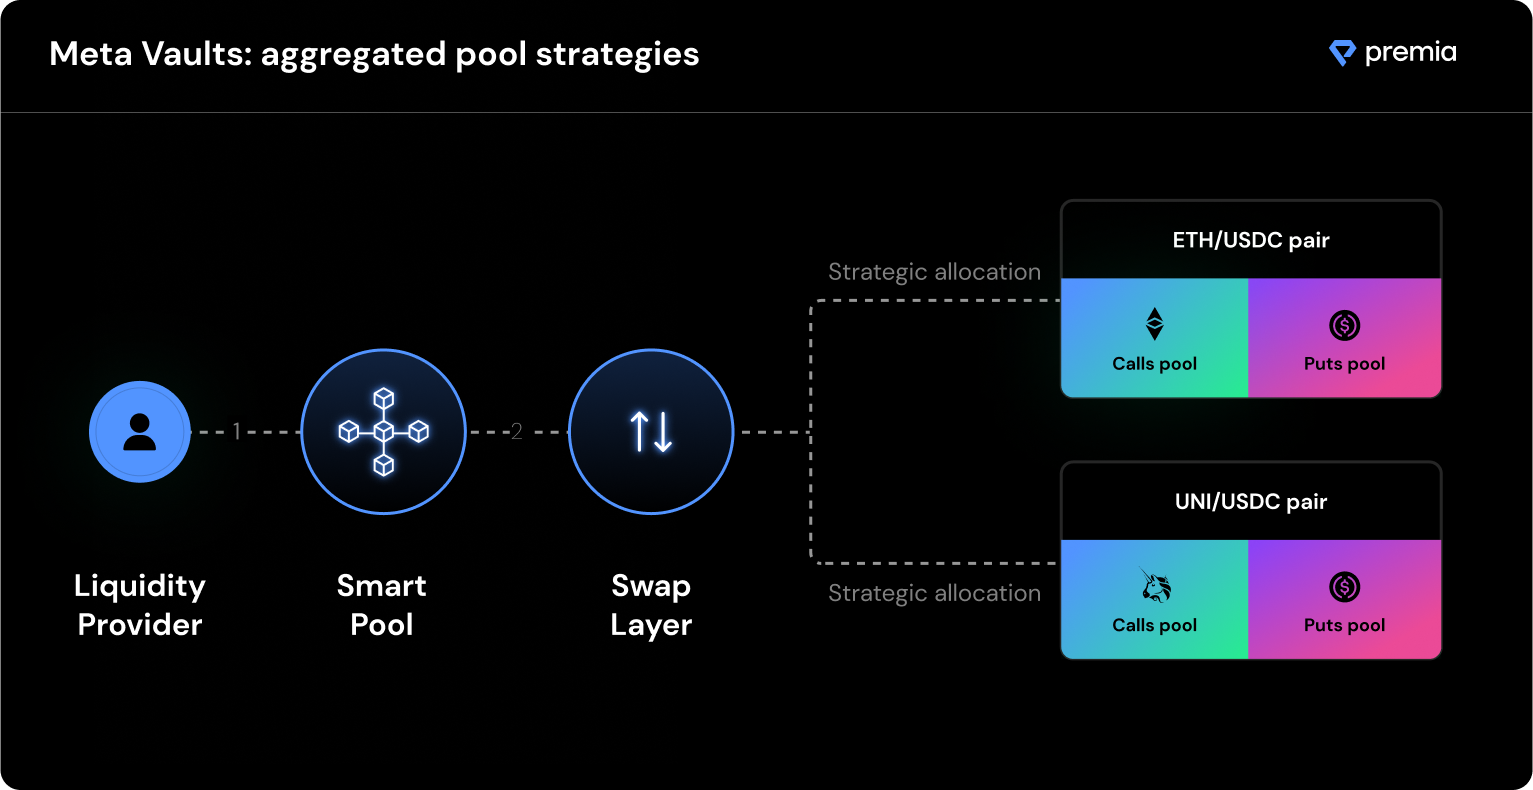 Meta Vaults: aggregated pool strategies
premia
ETH/USDC pair
Strategic allocation
Calls pool
Puts pool
1
2
UNI/USDC pair
Strategic allocation
Calls pool
Puts pool
Liquidity
Provider
Smart
Pool
Swap
Layer